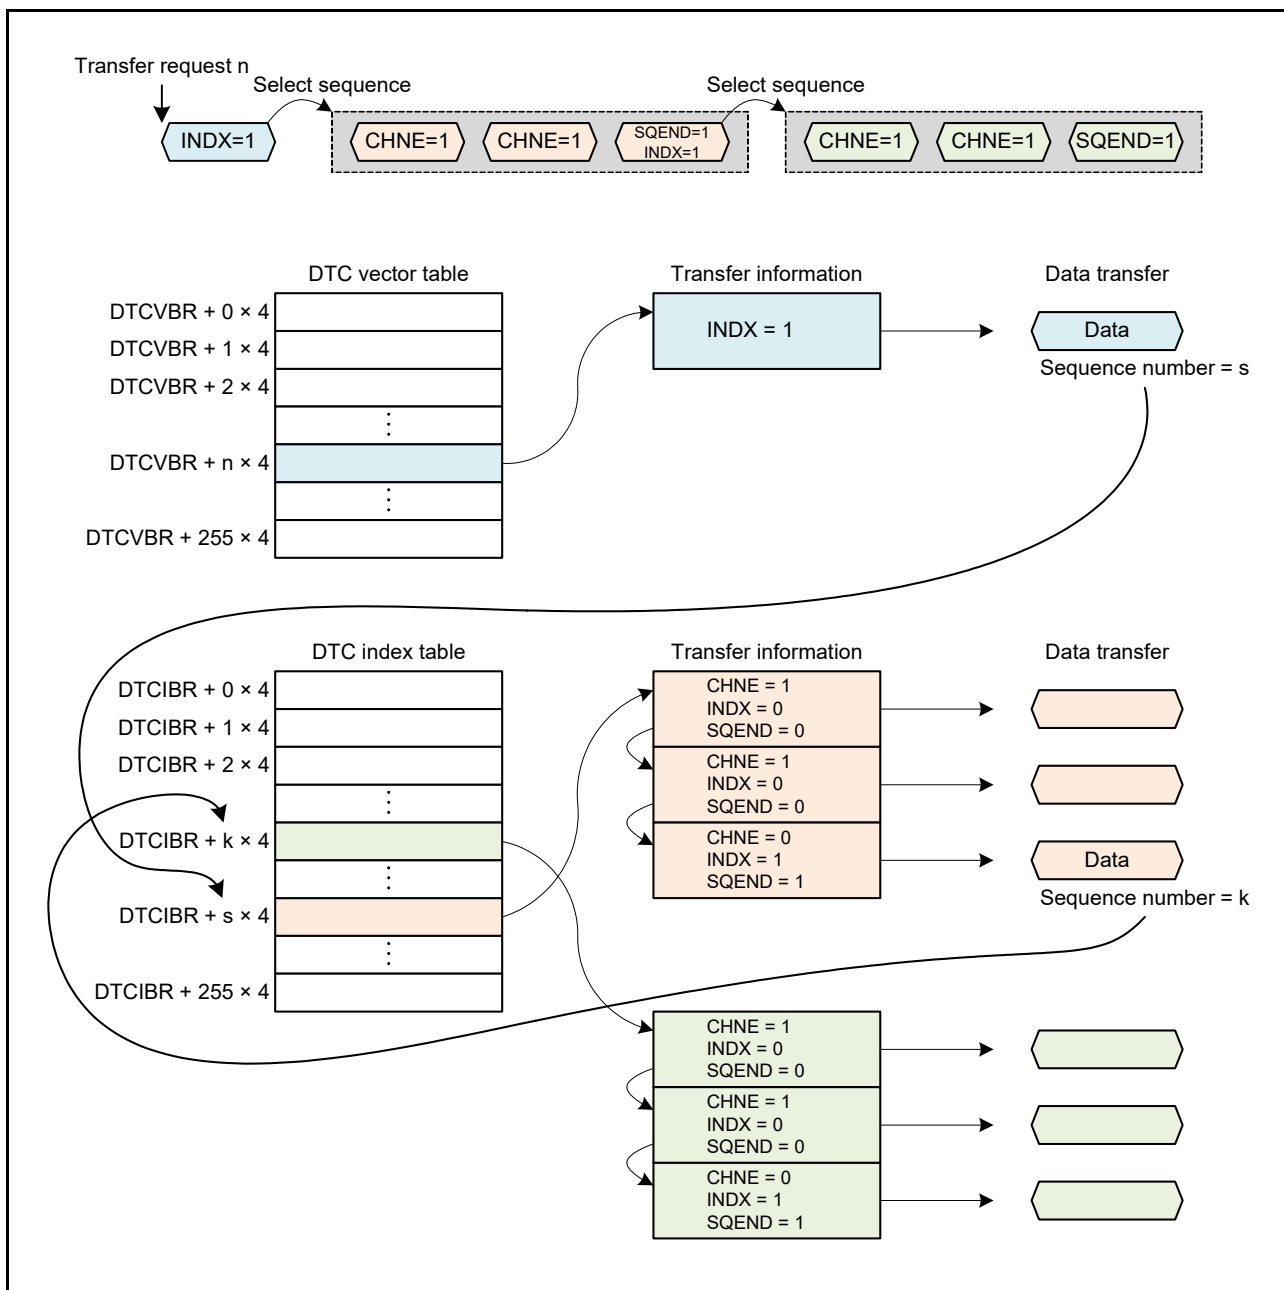 Transfer request n
Select sequence
Select sequence
INDX=1
CHNE=1
CHNE=1
SQEND=1
INDX=1
CHNE=1
CHNE=1
SQEND=1
DTC vector table
Transfer information
Data transfer
DTCVBR + 0 × 4
DTCVBR + 1 × 4
DTCVBR + 2 × 4
DTCVBR + n × 4
DTCVBR + 255 × 4
INDX = 1
Data
Sequence number = s
DTC index table
Transfer information
Data transfer
DTCIBR + 0 × 4
DTCIBR + 1 × 4
DTCIBR + 2 × 4
DTCIBR + k × 4
DTCIBR + s × 4
DTCIBR + 255 × 4
CHNE = 1
INDX = 0
SQEND = 0
CHNE = 1
INDX = 0
SQEND = 0
CHNE = 0
INDX = 1
SQEND = 1
Data
Sequence number = k
CHNE = 1
INDX = 0
SQEND = 0
CHNE = 1
INDX = 0
SQEND = 0
CHNE = 0
INDX = 1
SQEND = 1